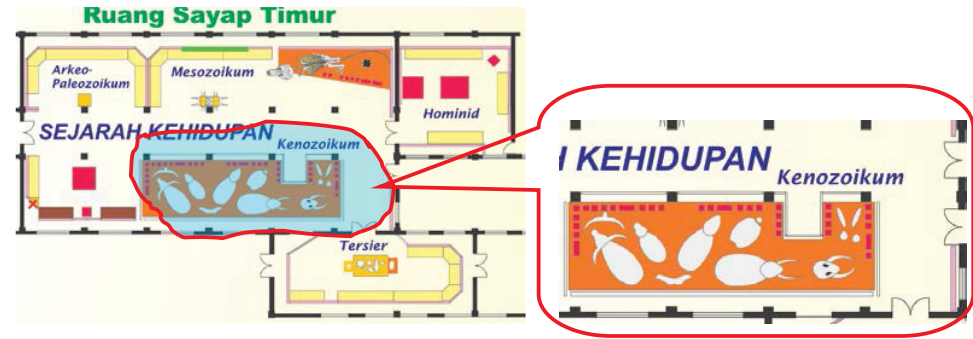 Ruang Sayap Timur
Arkeo-
Paleozoikum
Mesozoikum
Hominid
SEJARAH KEHIDUPAN
Kenozoikum
Tersier
H KEHIDUPAN
Kenozoikum